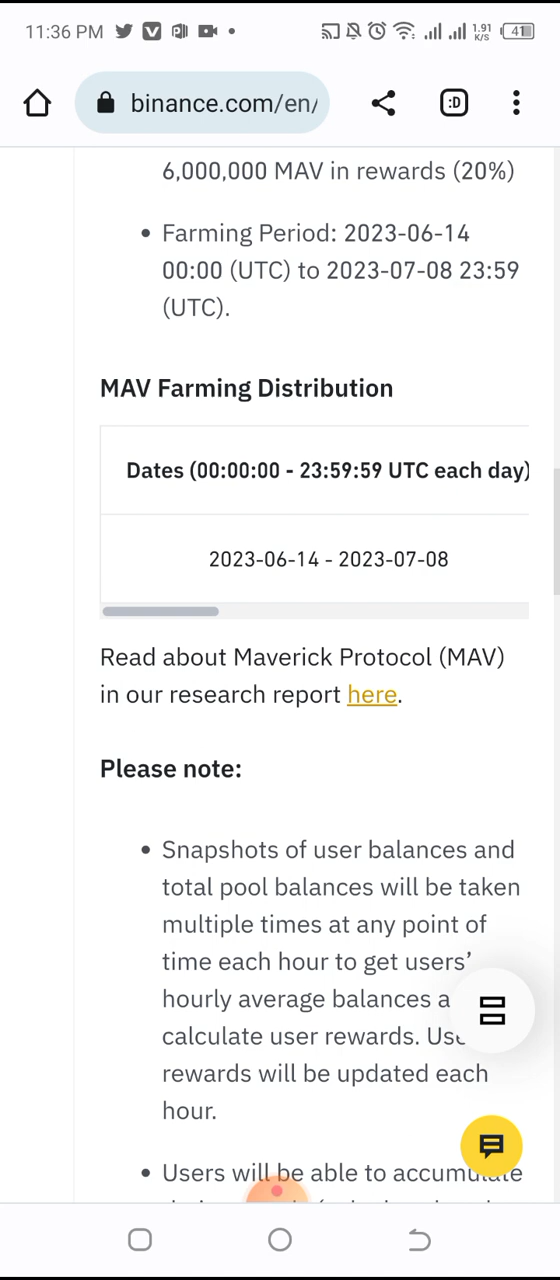 11:36 PM
1.91
K/S
41
binance.com/en/
:D
6,000,000 MAV in rewards (20%)
• Farming Period: 2023-06-14
00:00 (UTC) to 2023-07-08 23:59
(UTC).
MAV Farming Distribution
Dates (00:00:00 - 23:59:59 UTC each day)
2023-06-14 - 2023-07-08
Read about Maverick Protocol (MAV)
in our research report here.
Please note:
• Snapshots of user balances and
total pool balances will be taken
multiple times at any point of
time each hour to get users’
hourly average balances a
calculate user rewards. Use
rewards will be updated each
hour.
• Users will be able to accumulate